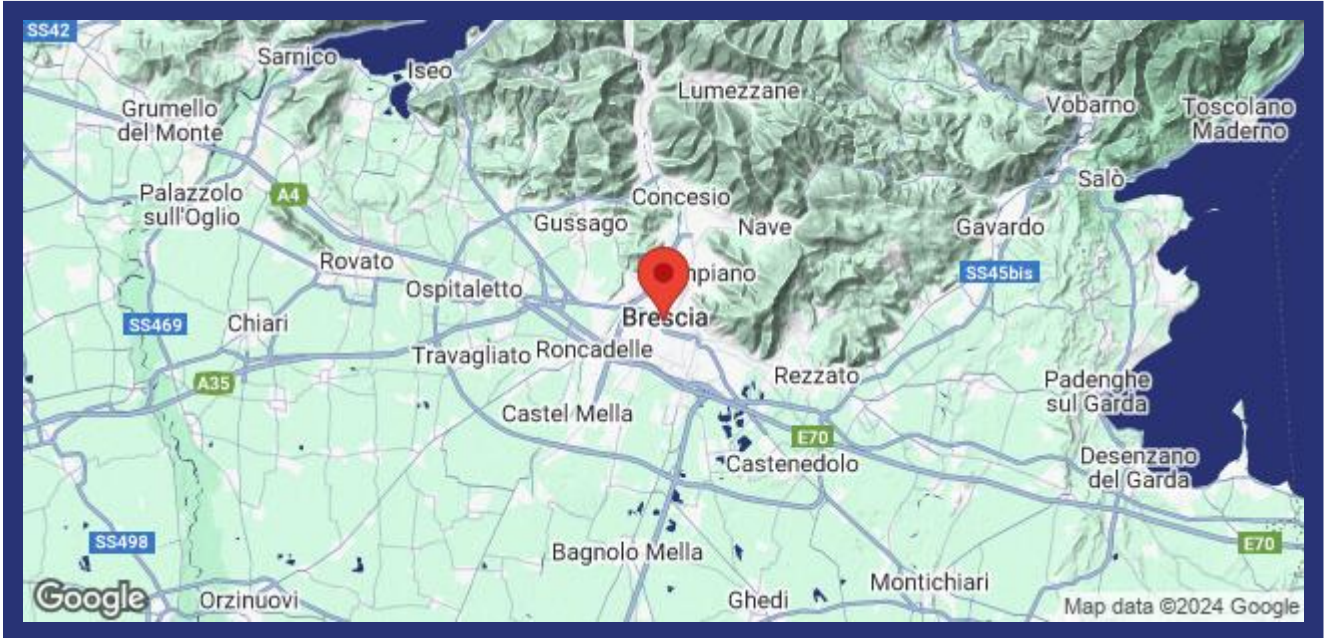 SS42
Sarnico
Iseo
Lumezzane
Grumello
del Monte
Vobarno
Toscolano
Maderno
Palazzolo
sull'Oglio
A4
Concesio
Salò
Gussago
Nave
Gavardo
Rovato
Ospitaletto
mpiano
SS45bis
SS469
Chiari
Brescia
Travagliato
Roncadelle
A35
Rezzato
Padenghe
sul Garda
Castel Mella
E70
Castenedolo
Desenzano
del Garda
SS498
Bagnolo Mella
E70
Montichiari
Google
Orzinuovi
Ghedi
Map data ©2024 Google